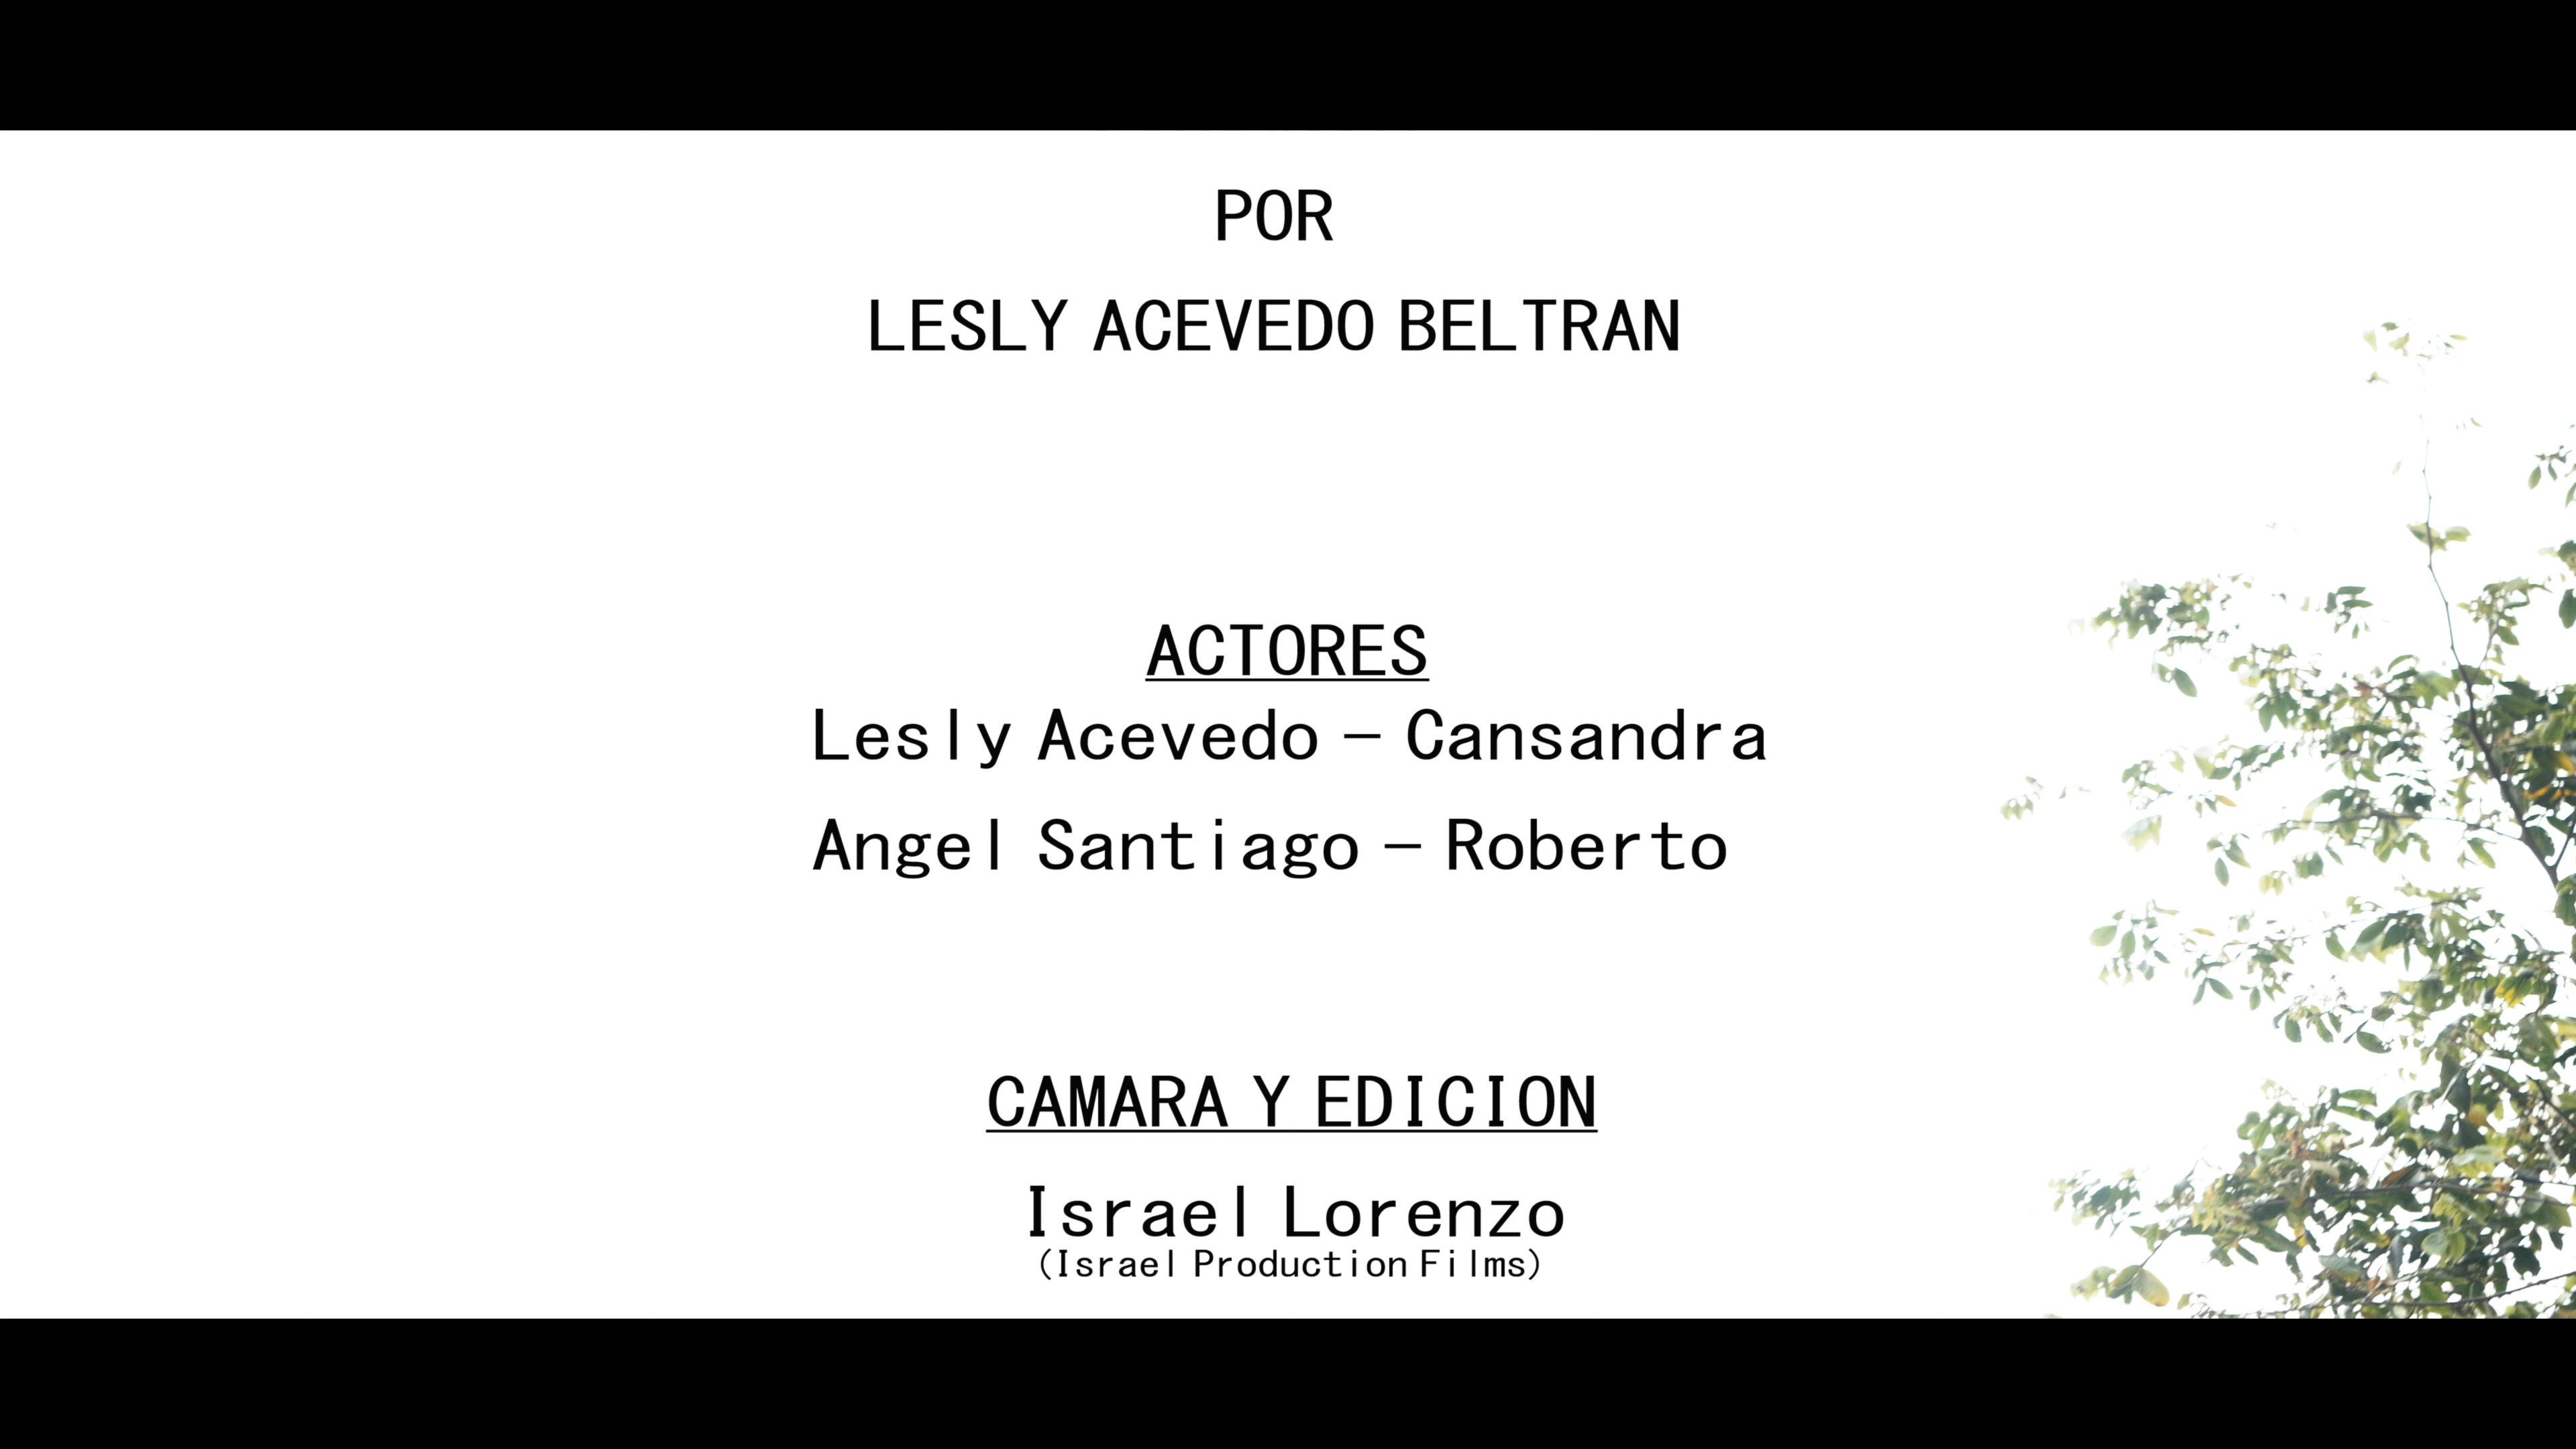 POR
LESLY ACEVEDO BELTRAN
ACTORES
Lesly Acevedo – Cansandra
Angel Santiago – Roberto
CAMARA Y EDICION
Israel Lorenzo
(Israel Production Films)